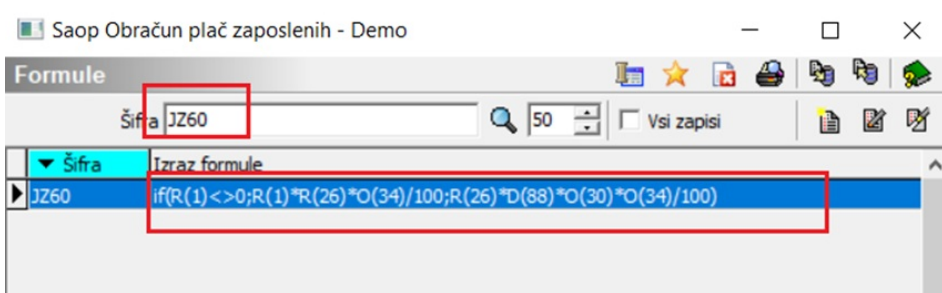 Saop Obračun plač zaposlenih - Demo
Formule
Šifra JZ60 50 Vsi zapisi
Šifra Izraz formule
JZ60 if(R(1)<>0;R(1)*R(26)*O(34)/100;R(26)*D(88)*O(30)*O(34)/100)